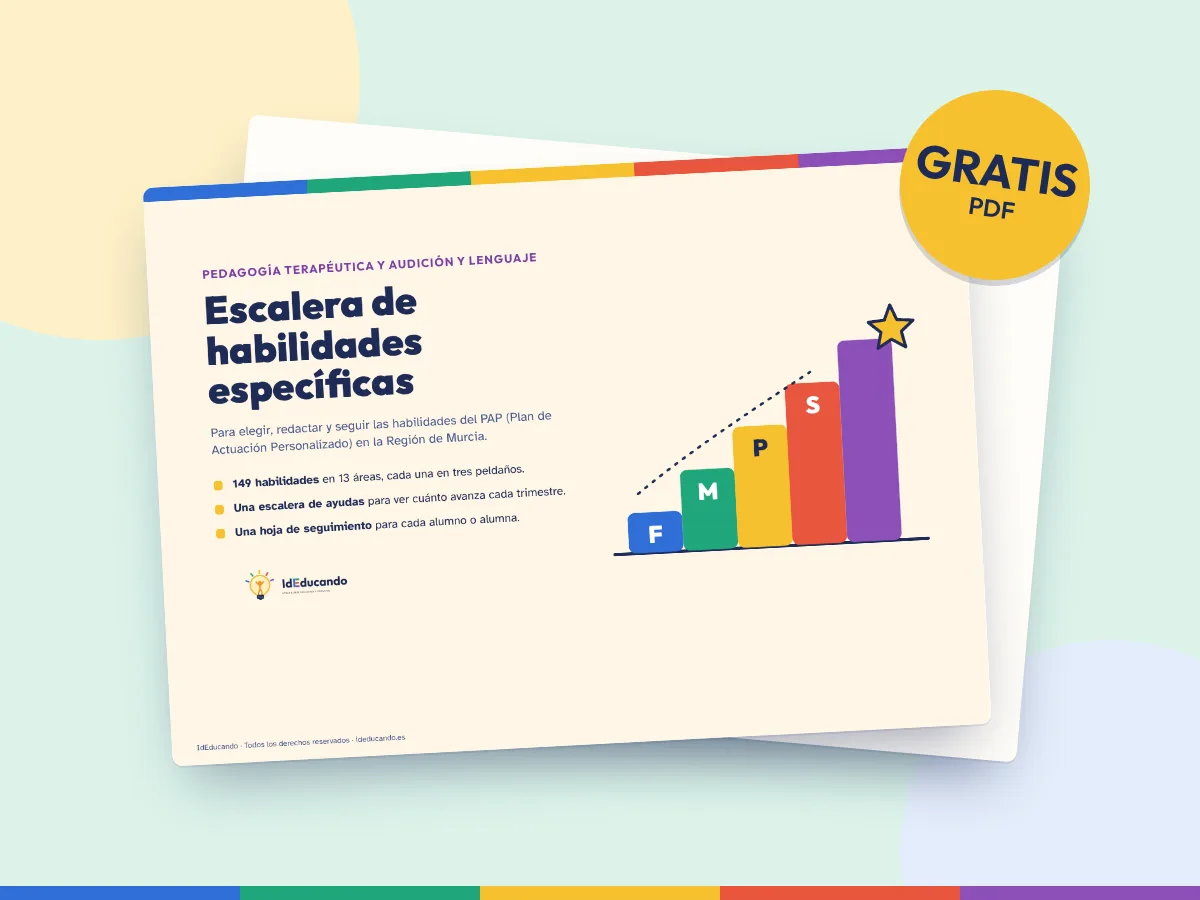 GRATIS
PDF
PEDAGOGÍA TERAPÉUTICA Y AUDICIÓN Y LENGUAJE
Escalera de
habilidades
específicas
Para elegir, redactar y seguir las habilidades del PAP (Plan de
Actuación Personalizado) en la Región de Murcia.
149 habilidades en 13 áreas, cada una en tres peldaños.
Una escalera de ayudas para ver cuánto avanza cada trimestre.
Una hoja de seguimiento para cada alumno o alumna.
F
M
P
S
IdEducando
IdEducando · Todos los derechos reservados · ideducando.es